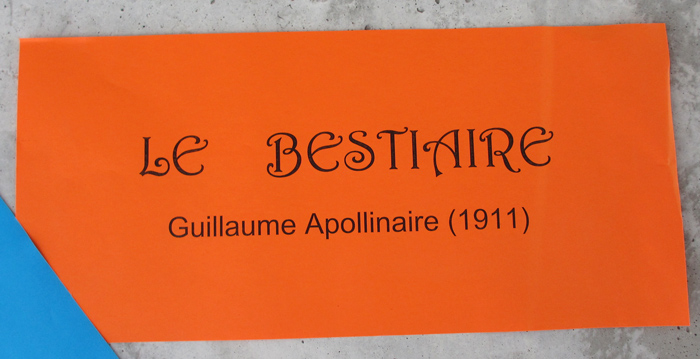 LE BESTIAIRE
Guillaume Apollinaire (1911)